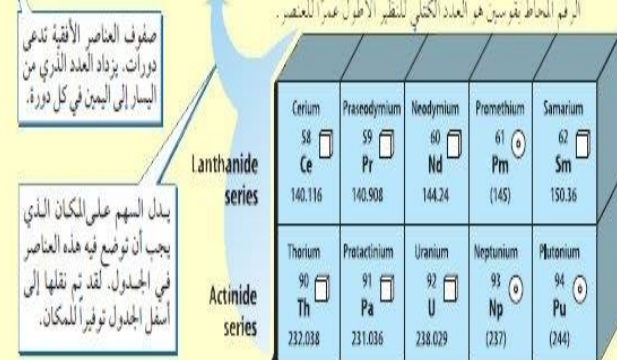 الرقم المحاط بقوسين هو العدد الكتلي للنظير الأطول عمرًا للعنصر.
صفوف العناصر الأفقية تدعى
دورات. يزداد العدد الذري من
اليسار إلى اليمين في كل دورة.
Lanthanide
series
Cerium
58
Ce
140.116
Praseodymium
59
Pr
140.908
Neodymium
60
Nd
144.24
Promethium
61
Pm
(145)
Samarium
62
Sm
150.36
يدل السهم على المكان الذي
يجب أن توضع فيه هذه العناصر
في الجدول. لقد تم نقلها إلى
أسفل الجدول توفيراً للمكان.
Actinide
series
Thorium
90
Th
232.038
Protactinium
91
Pa
231.036
Uranium
92
U
238.029
Neptunium
93
Np
(237)
Plutonium
94
Pu
(244)